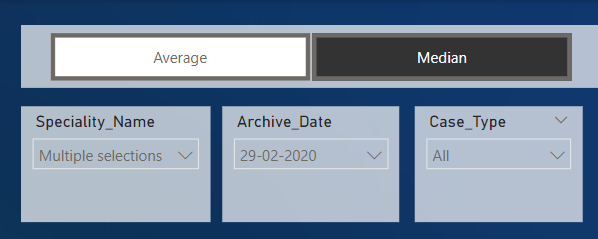 Average Median
Speciality_Name Archive_Date Case_Type
Multiple selections 29-02-2020 All